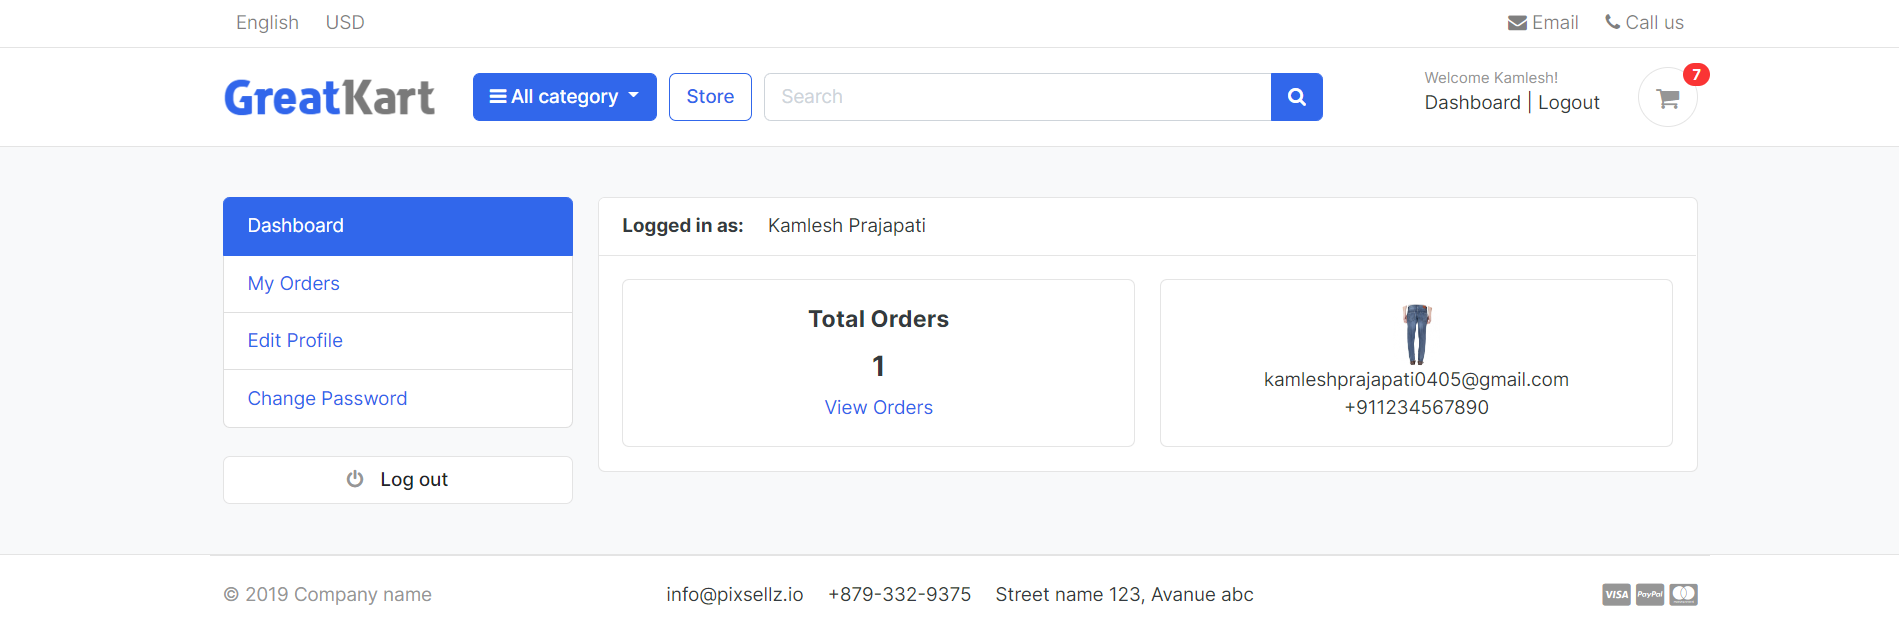 English USD Email Call us
GreatKart All category Store Search Welcome Kamlesh! 7
Dashboard | Logout
Dashboard
My Orders
Edit Profile
Change Password
Log out
Logged in as: Kamlesh Prajapati
Total Orders
1
View Orders
kamleshprajapati0405@gmail.com
+911234567890
© 2019 Company name info@pixsellz.io +879-332-9375 Street name 123, Avanue abc VISA PayPal